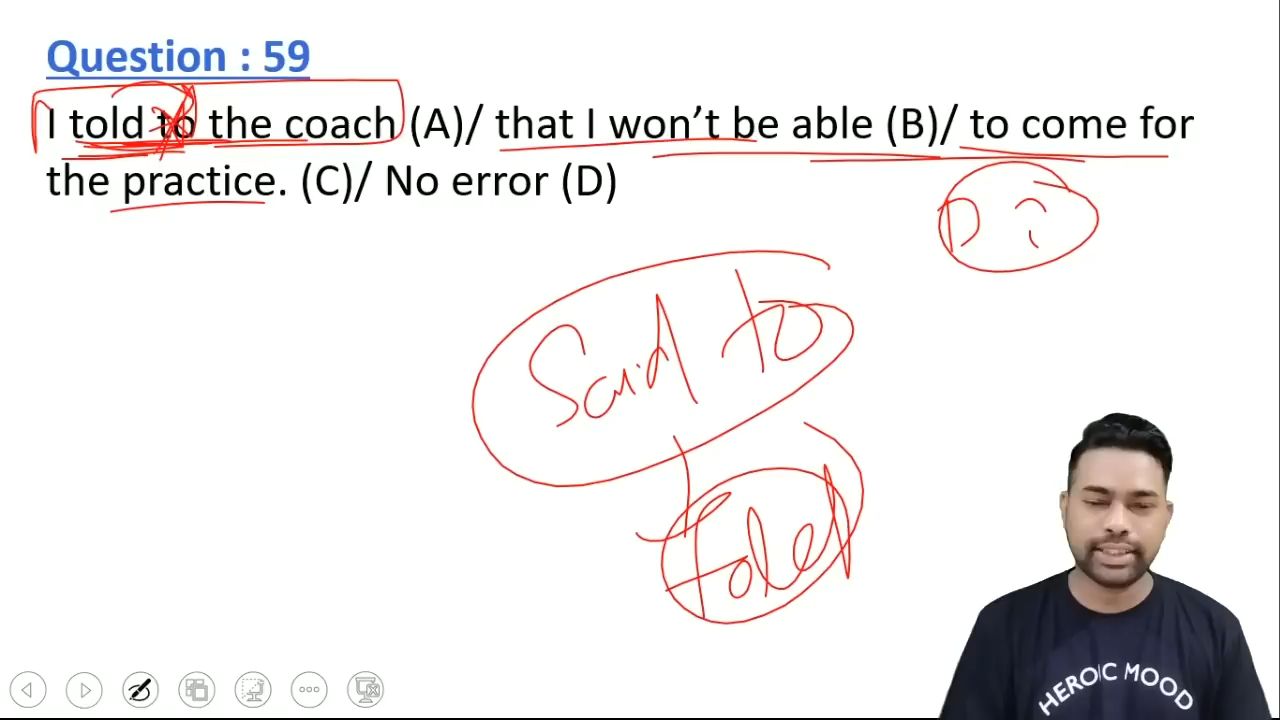 Question : 59
I told to the coach (A)/ that I won't be able (B)/ to come for
the practice. (C)/ No error (D)
D ?
Said to
Told
HEROIC MOOD